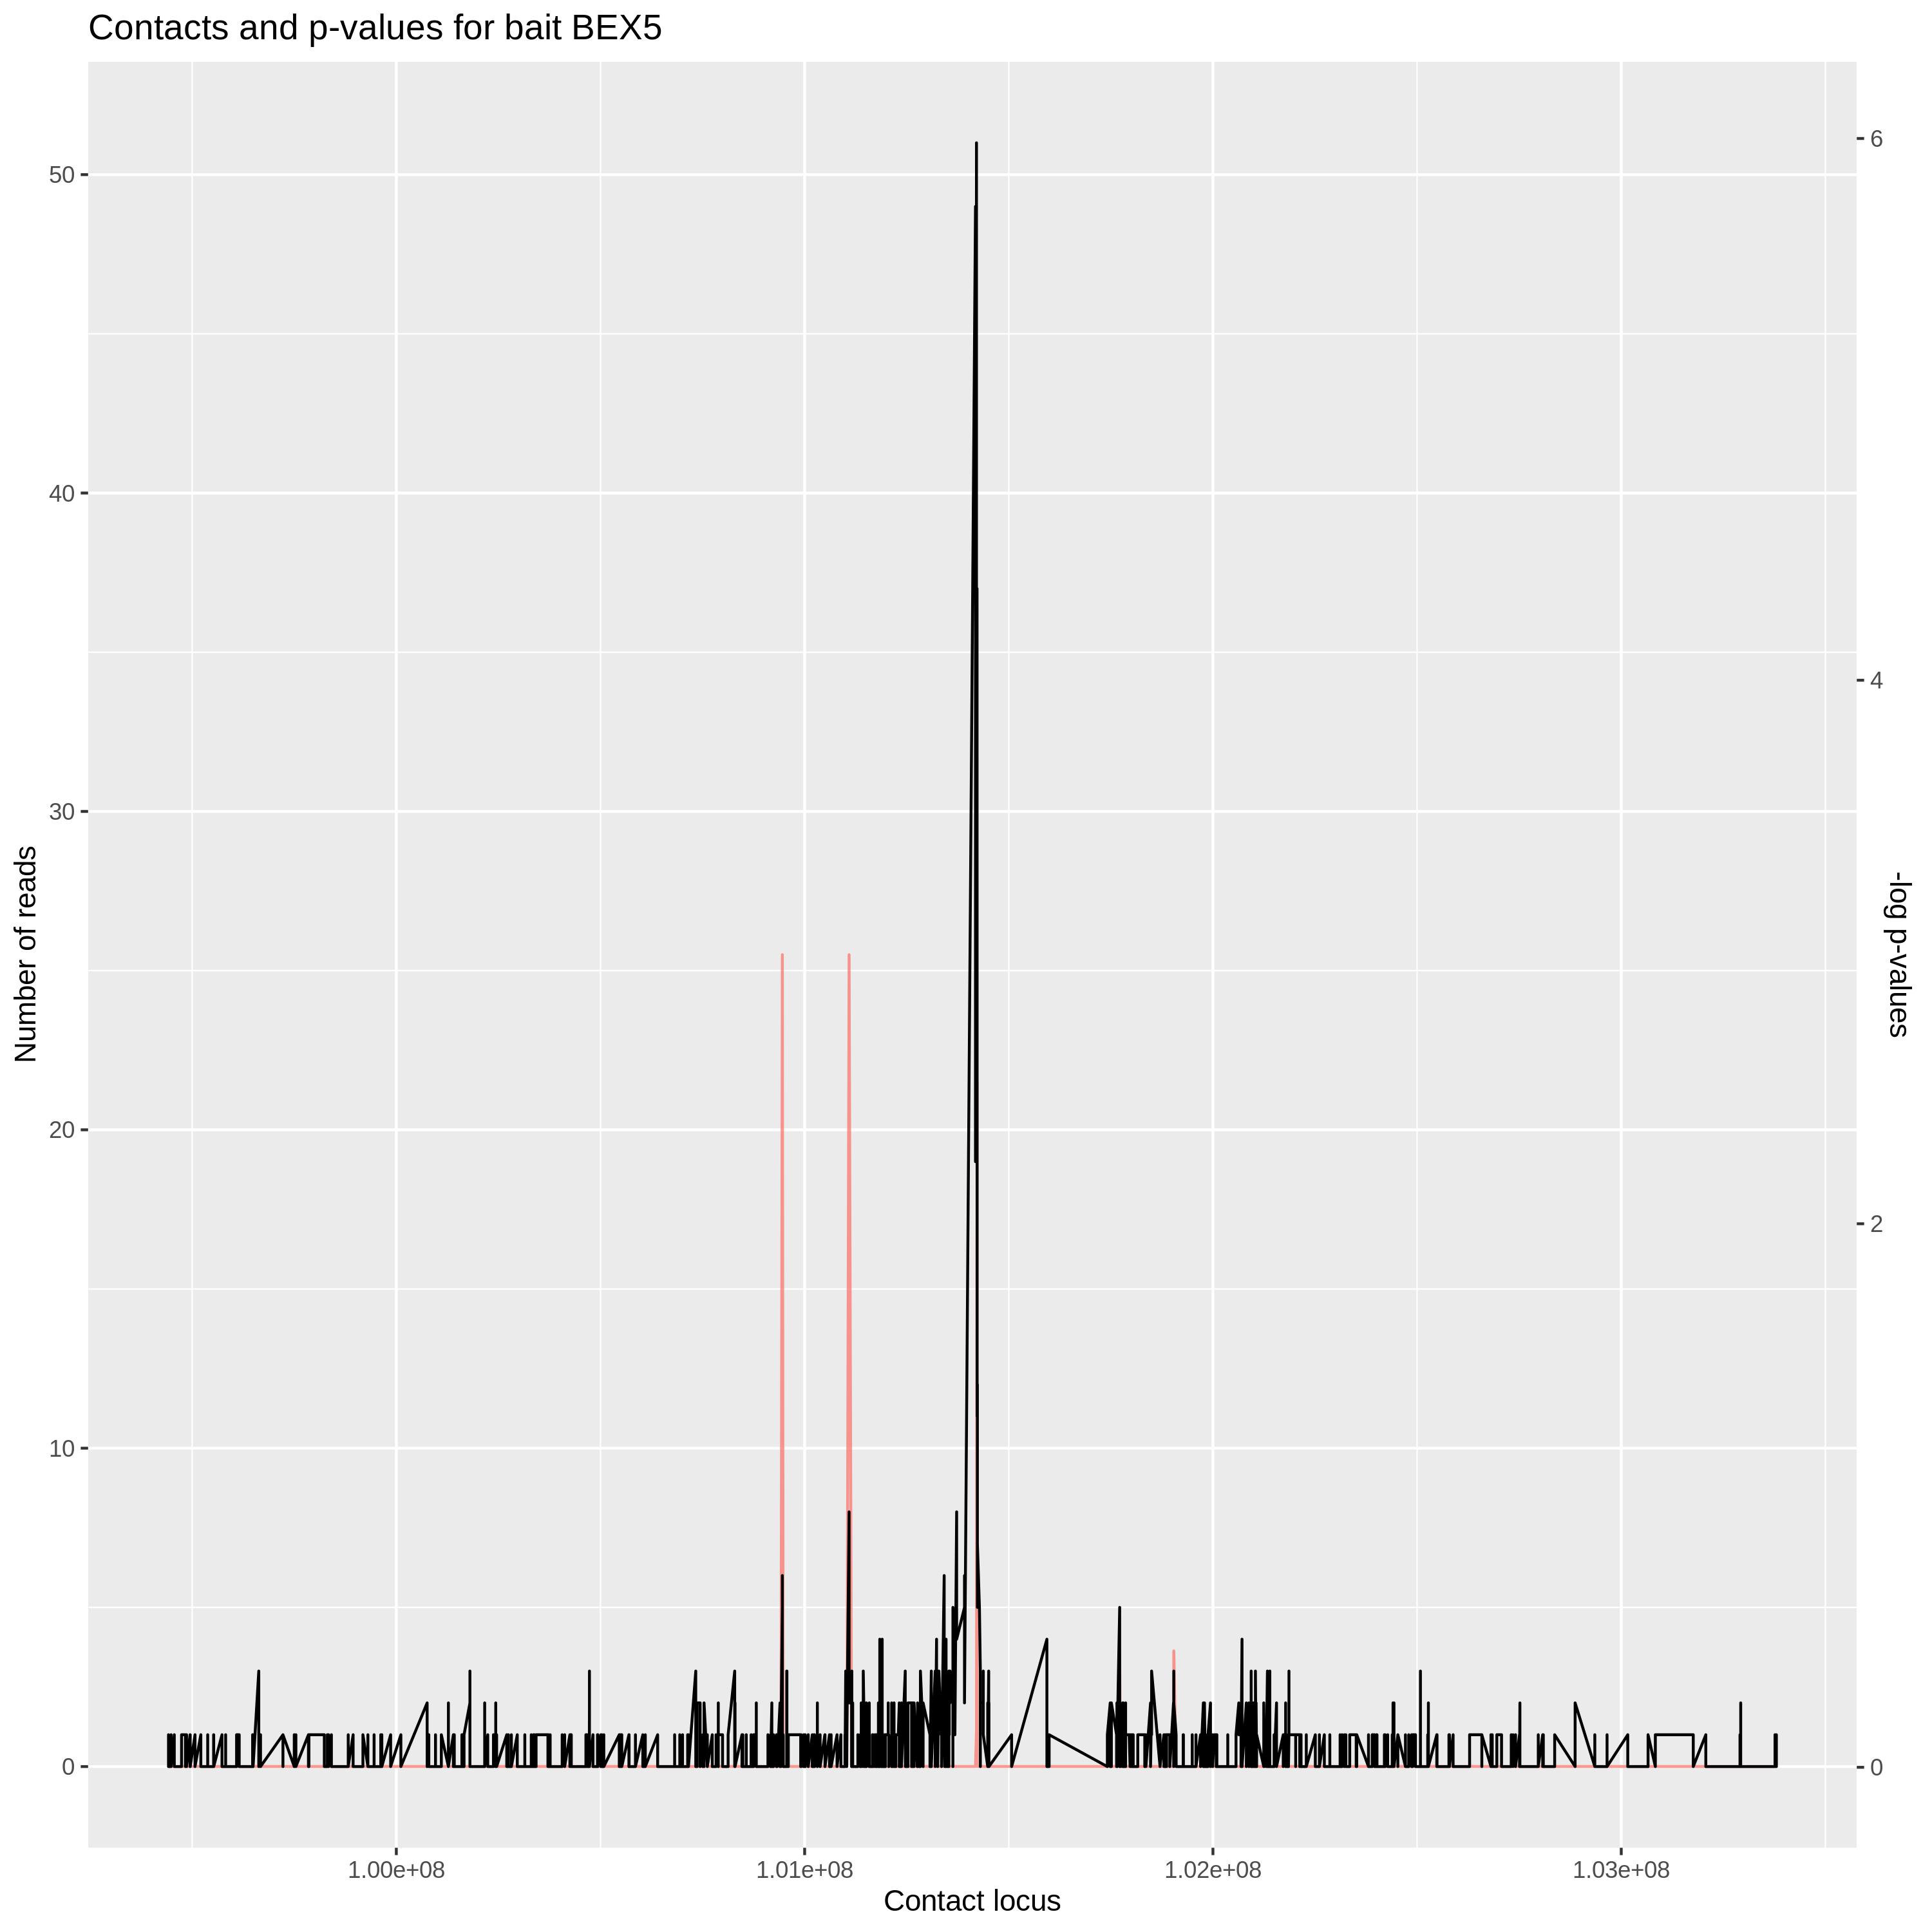 Contacts and p-values for bait BEX5
50
40
30
20
10
0
Number of reads
6
4
2
0
-log p-values
1.00e+08
1.01e+08
1.02e+08
1.03e+08
Contact locus